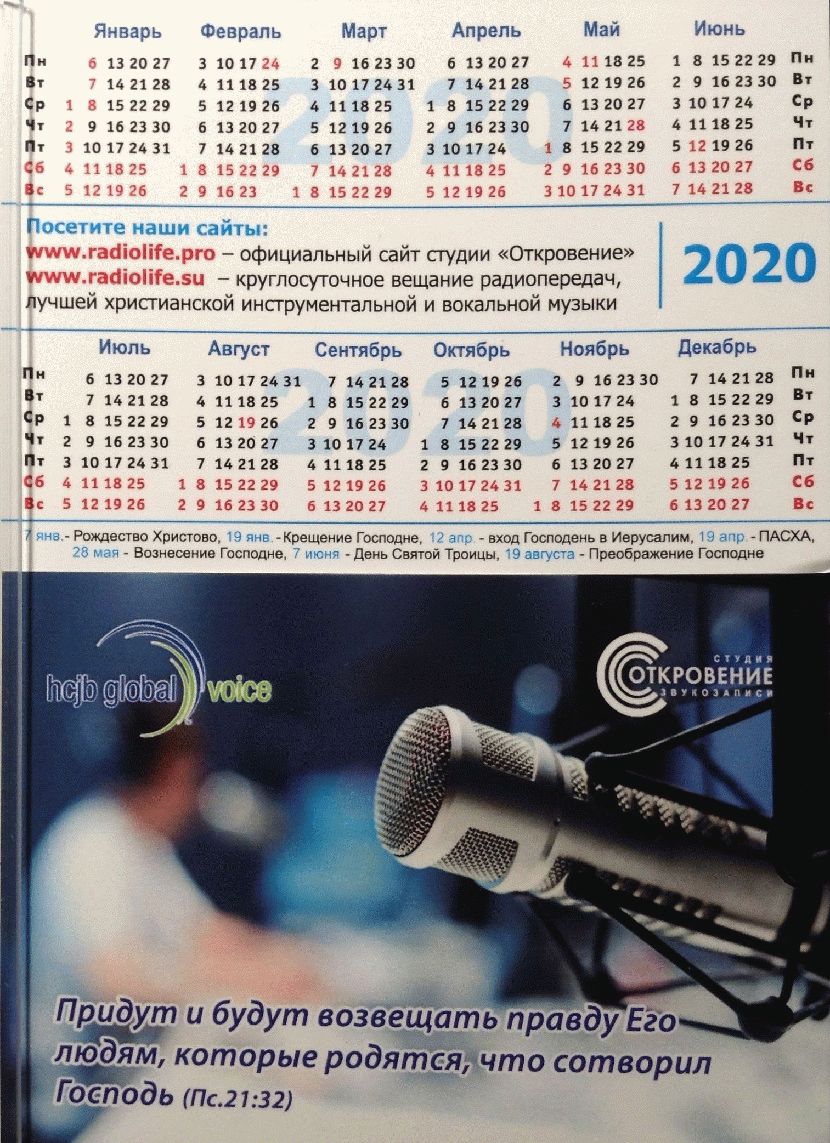 Январь Февраль Март Апрель Май Июнь
Пн 6 13 20 27 3 10 17 24 2 9 16 23 30 6 13 20 27 4 11 18 25 1 8 15 22 29 Пн
Вт 7 14 21 28 4 11 18 25 3 10 17 24 31 7 14 21 28 5 12 19 26 2 9 16 23 30 Вт
Ср 1 8 15 22 29 5 12 19 26 4 11 18 25 1 8 15 22 29 6 13 20 27 3 10 17 24 Ср
Чт 2 9 16 23 30 6 13 20 27 5 12 19 26 2 9 16 23 30 7 14 21 28 4 11 18 25 Чт
Пт 3 10 17 24 31 7 14 21 28 6 13 20 27 3 10 17 24 1 8 15 22 29 5 12 19 26 Пт
Сб 4 11 18 25 1 8 15 22 29 7 14 21 28 4 11 18 25 2 9 16 23 30 6 13 20 27 Сб
Вс 5 12 19 26 2 9 16 23 1 8 15 22 29 5 12 19 26 3 10 17 24 31 7 14 21 28 Вс
2020
Посетите наши сайты:
www.radiolife.pro – официальный сайт студии «Откровение»
www.radiolife.su – круглосуточное вещание радиопередач,
лучшей христианской инструментальной и вокальной музыки
2020
Июль Август Сентябрь Октябрь Ноябрь Декабрь
Пн 6 13 20 27 3 10 17 24 31 7 14 21 28 5 12 19 26 2 9 16 23 30 7 14 21 28 Пн
Вт 7 14 21 28 4 11 18 25 1 8 15 22 29 6 13 20 27 3 10 17 24 1 8 15 22 29 Вт
Ср 1 8 15 22 29 5 12 19 26 2 9 16 23 30 7 14 21 28 4 11 18 25 2 9 16 23 30 Ср
Чт 2 9 16 23 30 6 13 20 27 3 10 17 24 1 8 15 22 29 5 12 19 26 3 10 17 24 31 Чт
Пт 3 10 17 24 31 7 14 21 28 4 11 18 25 2 9 16 23 30 6 13 20 27 4 11 18 25 Пт
Сб 4 11 18 25 1 8 15 22 29 5 12 19 26 3 10 17 24 31 7 14 21 28 5 12 19 26 Сб
Вс 5 12 19 26 2 9 16 23 30 6 13 20 27 4 11 18 25 1 8 15 22 29 6 13 20 27 Вс
2020
7 янв.- Рождество Христово, 19 янв.-Крещение Господне, 12 апр.- вход Господень в Иерусалим, 19 апр.-ПАСХА,
28 мая - Вознесение Господне, 7 июня - День Святой Троицы, 19 августа - Преображение Господне
hcjb global voice
СТУДИЯ
ОТКРОВЕНИЕ
ЗВУКОЗАПИСИ
Придут и будут возвещать правду Его
людям, которые родятся, что сотворил
Господь (Пс.21:32)